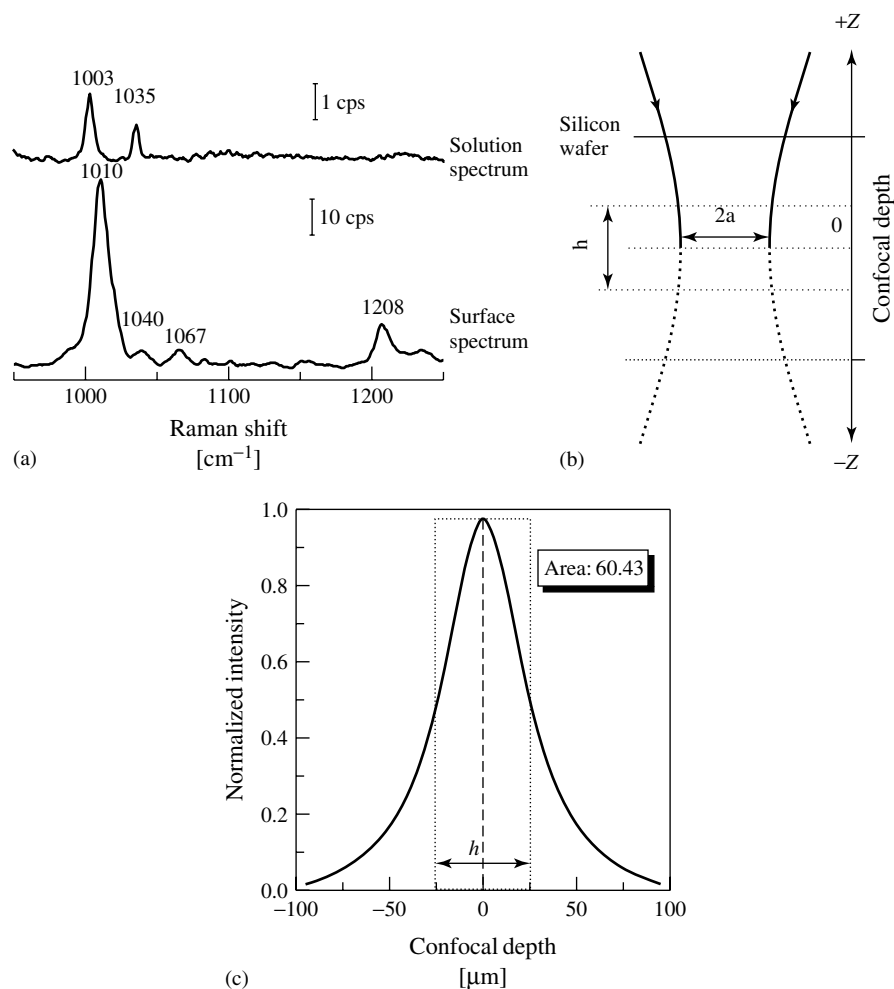 1003
1035
1 cps
Solution
spectrum
1010
10 cps
1040
1067
1208
Surface
spectrum
1000 1100 1200
Raman shift
[cm⁻¹]
(a)
+Z
Silicon
wafer
2a
0
h
Confocal depth
−Z
(b)
1.0
0.8
0.6
0.4
0.2
0.0
Normalized intensity
Area: 60.43
h
−100 −50 0 50 100
Confocal depth
[μm]
(c)